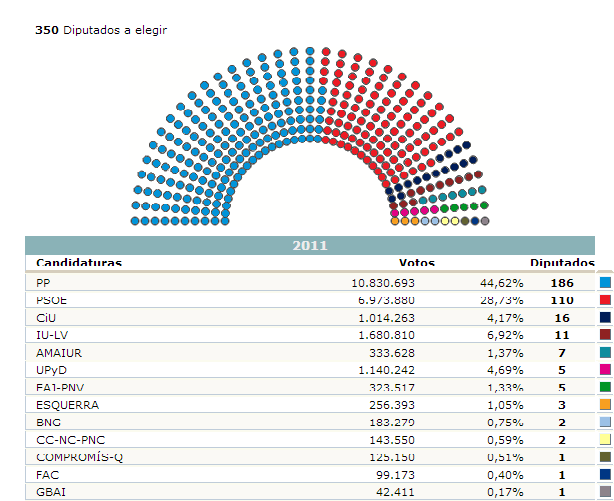 350 Diputados a elegir
2011
Candidaturas Votos Diputados
PP 10.830.693 44,62% 186
PSOE 6.973.880 28,73% 110
CiU 1.014.263 4,17% 16
IU-LV 1.680.810 6,92% 11
AMAIUR 333.628 1,37% 7
UPyD 1.140.242 4,69% 5
EAJ-PNV 323.517 1,33% 5
ESQUERRA 256.393 1,05% 3
BNG 183.279 0,75% 2
CC-NC-PNC 143.550 0,59% 2
COMPROMÍS-Q 125.150 0,51% 1
FAC 99.173 0,40% 1
GBAI 42.411 0,17% 1